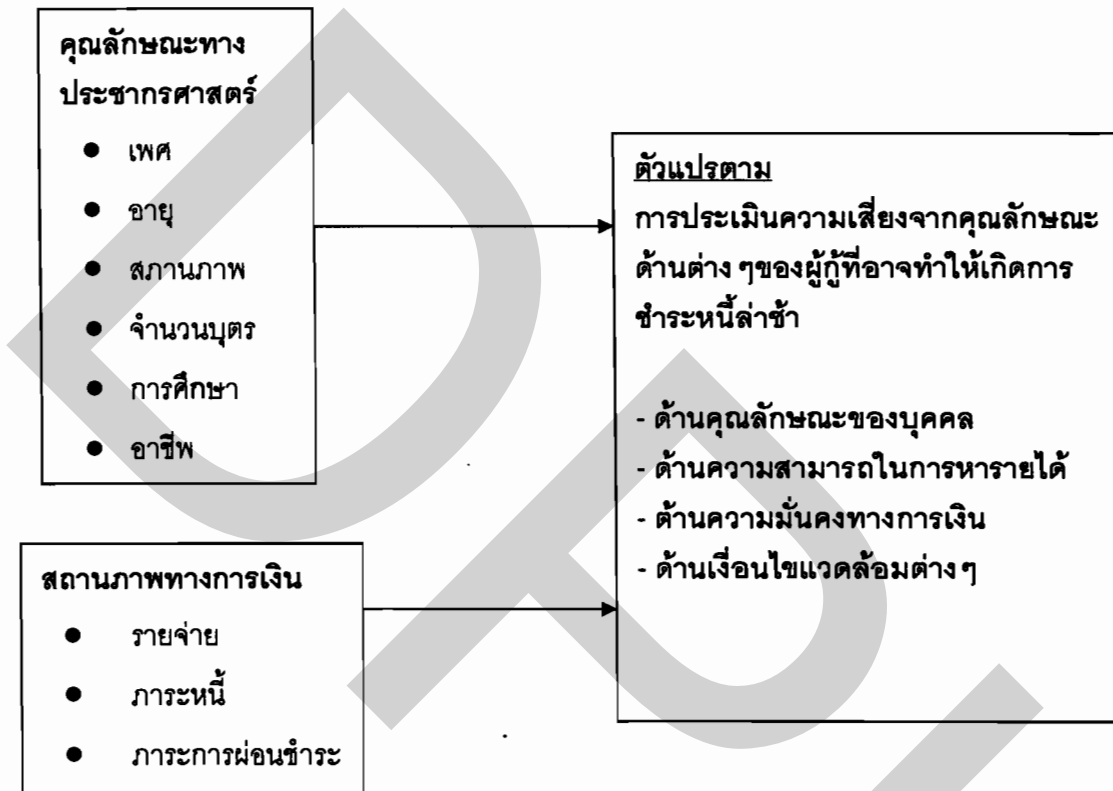 คุณลักษณะทาง
ประชากรศาสตร์
● เพศ
● อายุ
● สภานภาพ
● จำนวนบุตร
● การศึกษา
● อาชีพ
สถานภาพทางการเงิน
● รายจ่าย
● ภาระหนี้
● ภาระการผ่อนชำระ
ตัวแปรตาม
การประเมินความเสี่ยงจากคุณลักษณะ
ด้านต่าง ๆของผู้กู้ที่อาจทำให้เกิดการ
ชำระหนี้ล่าช้า
- ด้านคุณลักษณะของบุคคล
- ด้านความสามารถในการหารายได้
- ด้านความมั่นคงทางการเงิน
- ด้านเงื่อนไขแวดล้อมต่างๆ